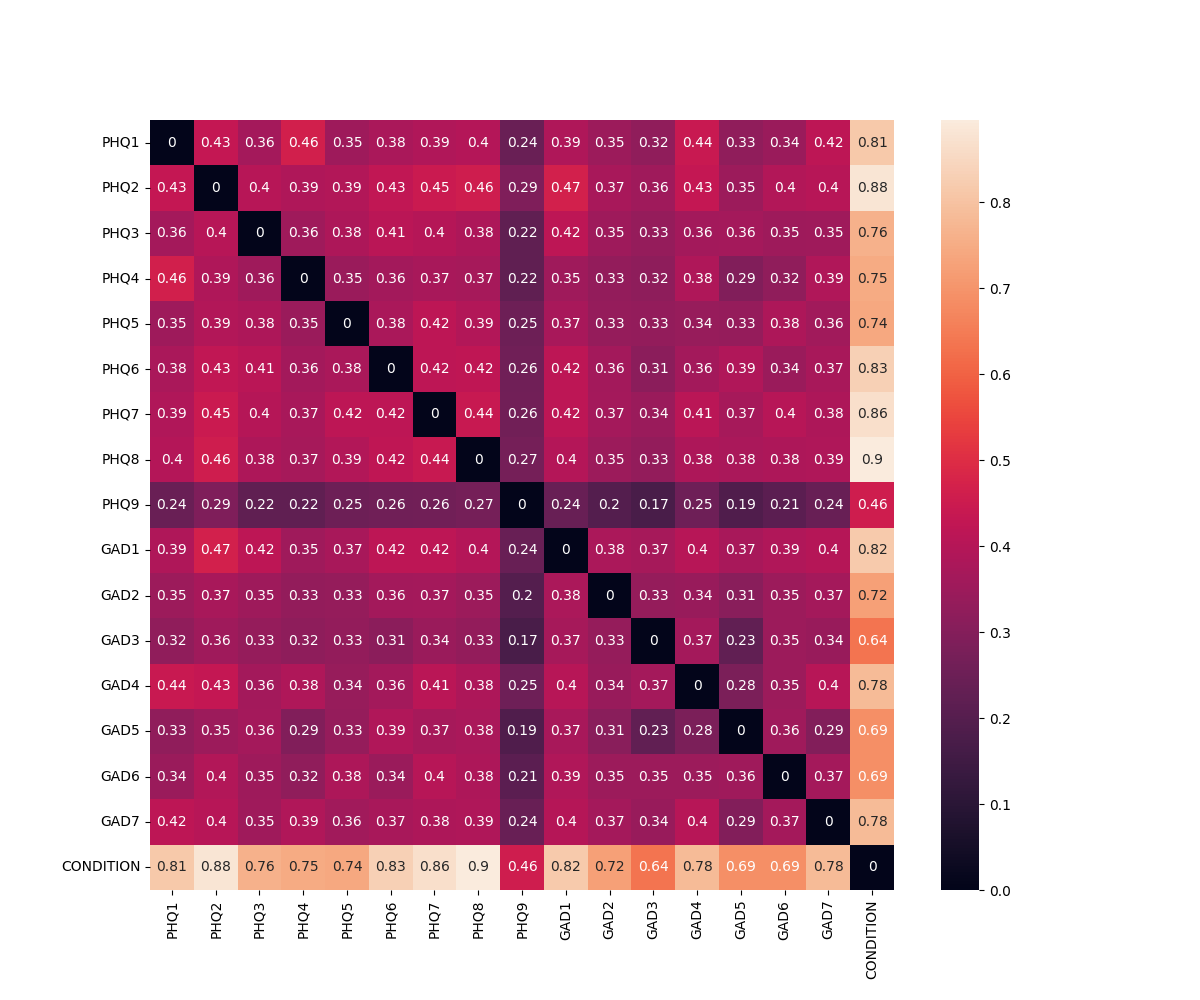 PHQ1 0 0.43 0.36 0.46 0.35 0.38 0.39 0.4 0.24 0.39 0.35 0.32 0.44 0.33 0.34 0.42 0.81
PHQ2 0.43 0 0.4 0.39 0.39 0.43 0.45 0.46 0.29 0.47 0.37 0.36 0.43 0.35 0.4 0.4 0.88
0.8
PHQ3 0.36 0.4 0 0.36 0.38 0.41 0.4 0.38 0.22 0.42 0.35 0.33 0.36 0.36 0.35 0.35 0.76
PHQ4 0.46 0.39 0.36 0 0.35 0.36 0.37 0.37 0.22 0.35 0.33 0.32 0.38 0.29 0.32 0.39 0.75
0.7
PHQ5 0.35 0.39 0.38 0.35 0 0.38 0.42 0.39 0.25 0.37 0.33 0.33 0.34 0.33 0.38 0.36 0.74
PHQ6 0.38 0.43 0.41 0.36 0.38 0 0.42 0.42 0.26 0.42 0.36 0.31 0.36 0.39 0.34 0.37 0.83
0.6
PHQ7 0.39 0.45 0.4 0.37 0.42 0.42 0 0.44 0.26 0.42 0.37 0.34 0.41 0.37 0.4 0.38 0.86
PHQ8 0.4 0.46 0.38 0.37 0.39 0.42 0.44 0 0.27 0.4 0.35 0.33 0.38 0.38 0.38 0.39 0.9
0.5
PHQ9 0.24 0.29 0.22 0.22 0.25 0.26 0.26 0.27 0 0.24 0.2 0.17 0.25 0.19 0.21 0.24 0.46
GAD1 0.39 0.47 0.42 0.35 0.37 0.42 0.42 0.4 0.24 0 0.38 0.37 0.4 0.37 0.39 0.4 0.82
0.4
GAD2 0.35 0.37 0.35 0.33 0.33 0.36 0.37 0.35 0.2 0.38 0 0.33 0.34 0.31 0.35 0.37 0.72
0.3
GAD3 0.32 0.36 0.33 0.32 0.33 0.31 0.34 0.33 0.17 0.37 0.33 0 0.37 0.23 0.35 0.34 0.64
GAD4 0.44 0.43 0.36 0.38 0.34 0.36 0.41 0.38 0.25 0.4 0.34 0.37 0 0.28 0.35 0.4 0.78
0.2
GAD5 0.33 0.35 0.36 0.29 0.33 0.39 0.37 0.38 0.19 0.37 0.31 0.23 0.28 0 0.36 0.29 0.69
GAD6 0.34 0.4 0.35 0.32 0.38 0.34 0.4 0.38 0.21 0.39 0.35 0.35 0.35 0.36 0 0.37 0.69
0.1
GAD7 0.42 0.4 0.35 0.39 0.36 0.37 0.38 0.39 0.24 0.4 0.37 0.34 0.4 0.29 0.37 0 0.78
CONDITION 0.81 0.88 0.76 0.75 0.74 0.83 0.86 0.9 0.46 0.82 0.72 0.64 0.78 0.69 0.69 0.78 0
0.0
PHQ1 PHQ2 PHQ3 PHQ4 PHQ5 PHQ6 PHQ7 PHQ8 PHQ9 GAD1 GAD2 GAD3 GAD4 GAD5 GAD6 GAD7 CONDITION